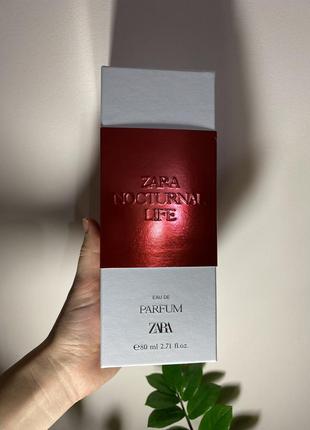 ZARA
NOCTURNAL
LIFE
EAU DE
PARFUM
ZARA
℮80 ml 2.71 fl.oz.